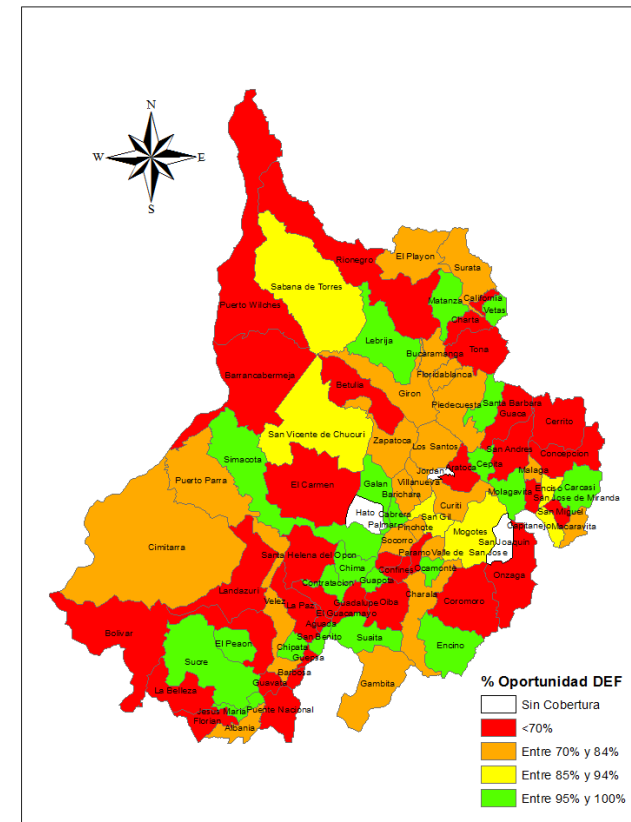 N
W
E
S
El Playon
Rionegro
Surata
Sabana de Torres
Matanza
California
Vetas
Puerto Wilches
Charta
Lebrija
Bucaramanga
Tona
Floridablanca
Barrancabermeja
Betulia
Giron
Piedecuesta
Santa Barbara
Guaca
Cerrito
San Vicente de Chucuri
Zapatoca
Los Santos
San Andres
Concepcion
Simacota
Jordan
Aratoca
Cepita
Malaga
Puerto Parra
El Carmen
Galan
Villanueva
Enciso
Carcasi
Barichara
Molagavita
San Jose de Miranda
Curiti
Hato
Cabrera
San Gil
San Miguel
Palmar
Pinchote
Mogotes
Capitanejo
Macaravita
Cimitarra
Socorro
San Joaquin
Santa Helena del Opon
Paramo
Valle de San Jose
Chima
Confines
Ocamonte
Onzaga
Contratacion
Guapota
Landazuri
Velez
La Paz
Guadalupe
Oiba
Charala
Coromoro
El Guacamayo
Aguada
Bolivar
El Peñon
San Benito
Suaita
Encino
Chipata
Sucre
Guepsa
Barbosa
Gambita
La Belleza
Guavata
Jesus Maria
Puente Nacional
Florian
Albania
% Oportunidad DEF
Sin Cobertura
<70%
Entre 70% y 84%
Entre 85% y 94%
Entre 95% y 100%